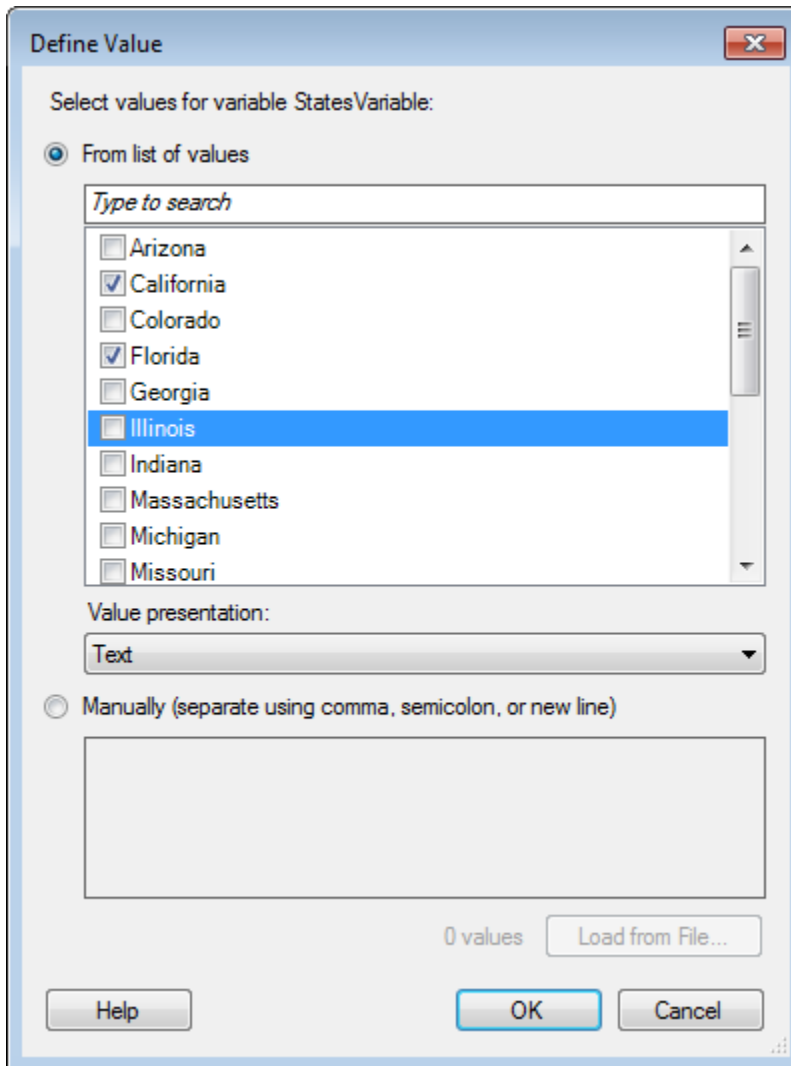 Define Value
Select values for variable StatesVariable:
From list of values
Type to search
Arizona
California
Colorado
Florida
Georgia
Illinois
Indiana
Massachusetts
Michigan
Missouri
Value presentation:
Text
Manually (separate using comma, semicolon, or new line)
0 values Load from File...
Help OK Cancel